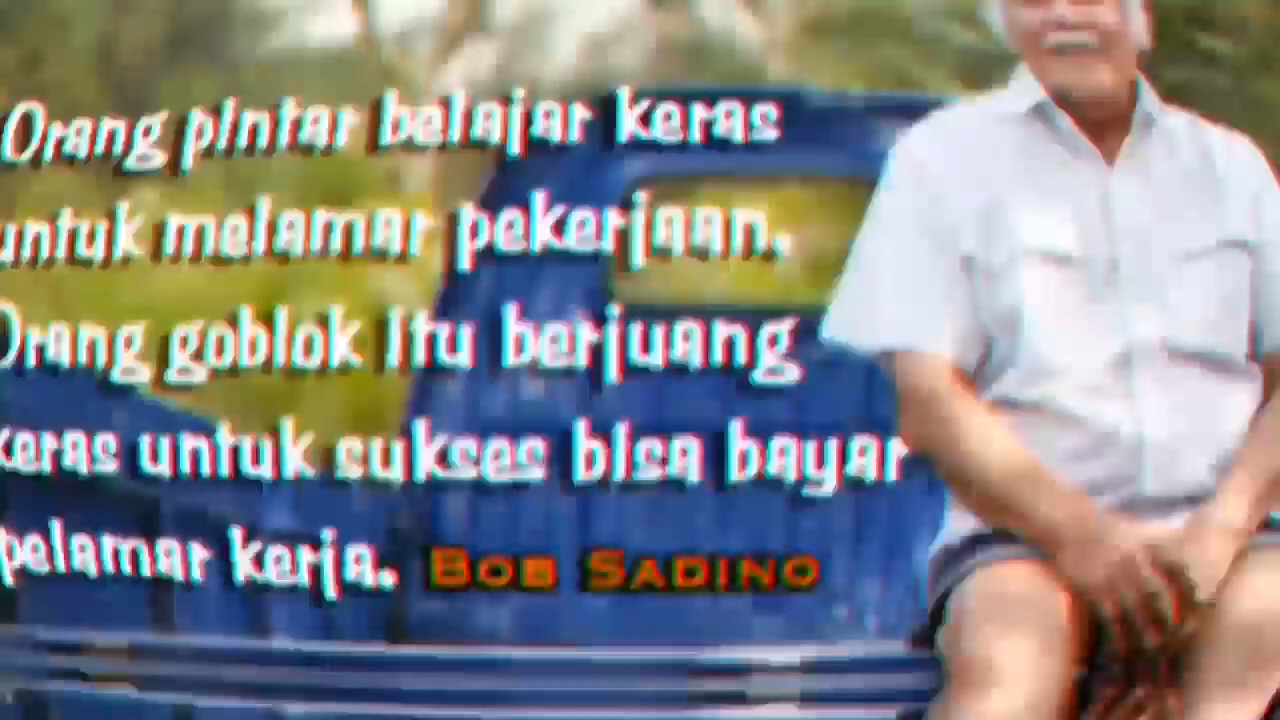 Orang pintar belajar keras
untuk melamar pekerjaan.
Orang goblok itu berjuang
keras untuk sukses bisa bayar
pelamar kerja. BOB SADINO